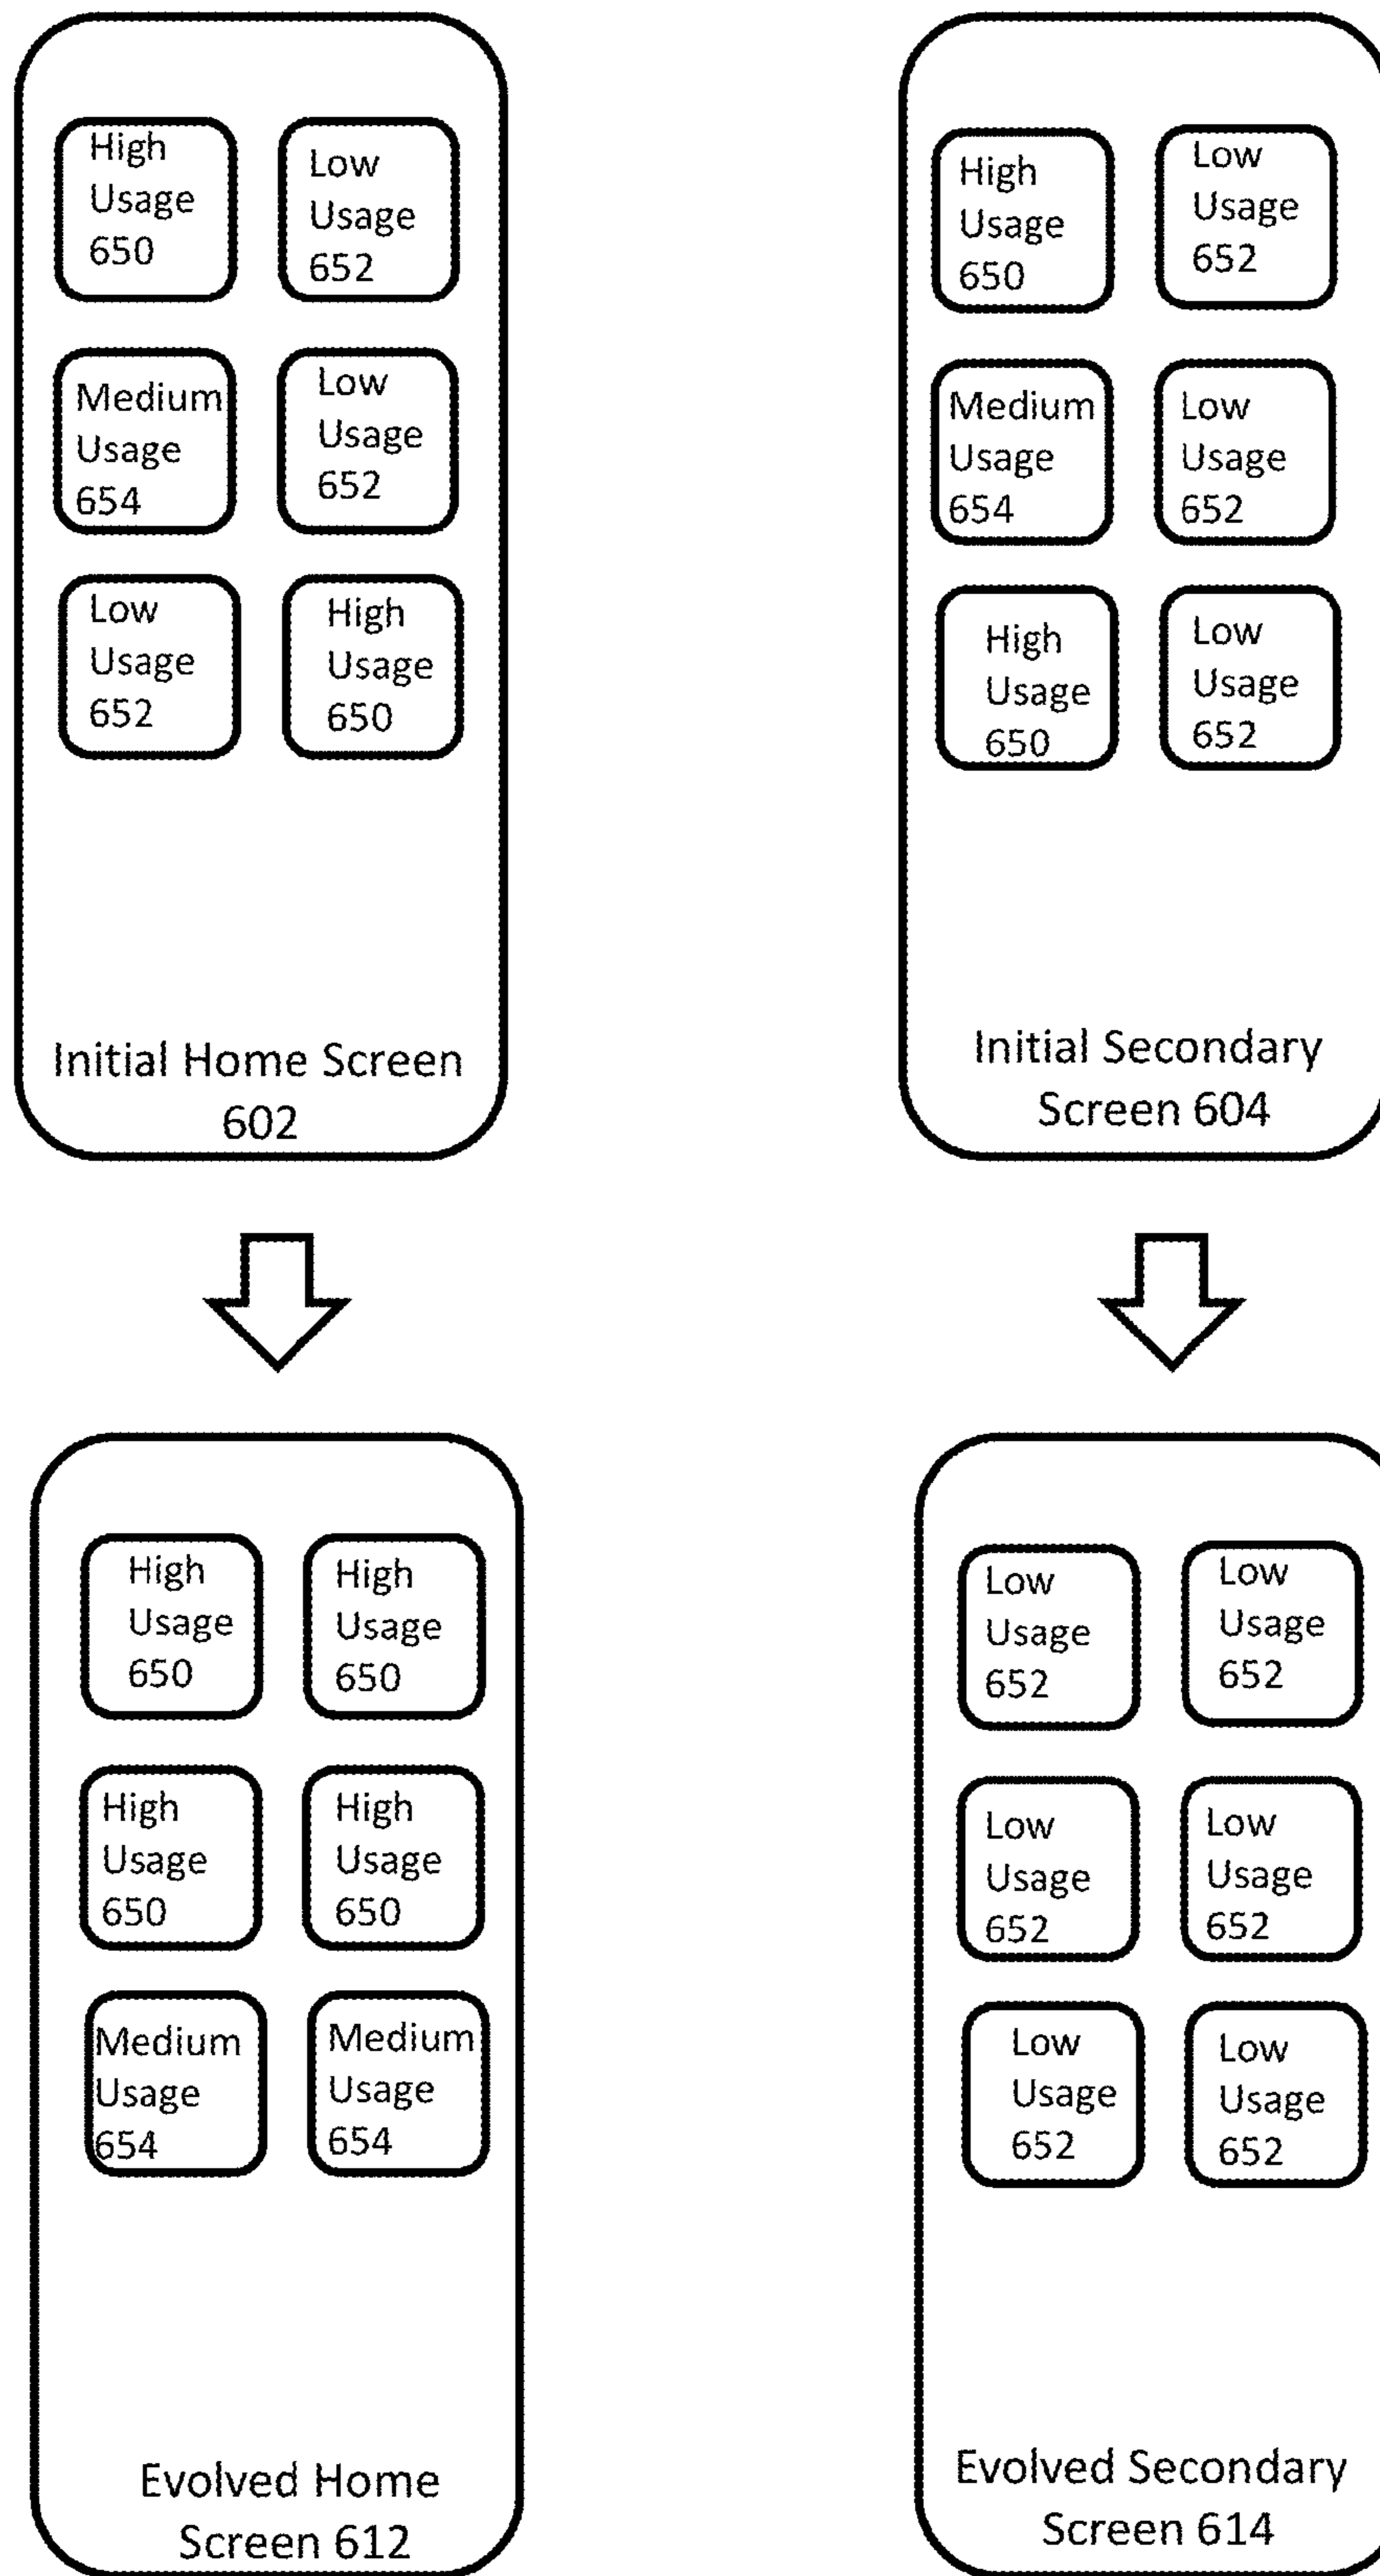 High
Usage
650
Low
Usage
652
Medium
Usage
654
Low
Usage
652
Low
Usage
652
High
Usage
650
Initial Home Screen
602
High
Usage
650
Low
Usage
652
Medium
Usage
654
Low
Usage
652
High
Usage
650
Low
Usage
652
Initial Secondary
Screen 604
High
Usage
650
High
Usage
650
High
Usage
650
High
Usage
650
Medium
Usage
654
Medium
Usage
654
Evolved Home
Screen 612
Low
Usage
652
Low
Usage
652
Low
Usage
652
Low
Usage
652
Low
Usage
652
Low
Usage
652
Evolved Secondary
Screen 614